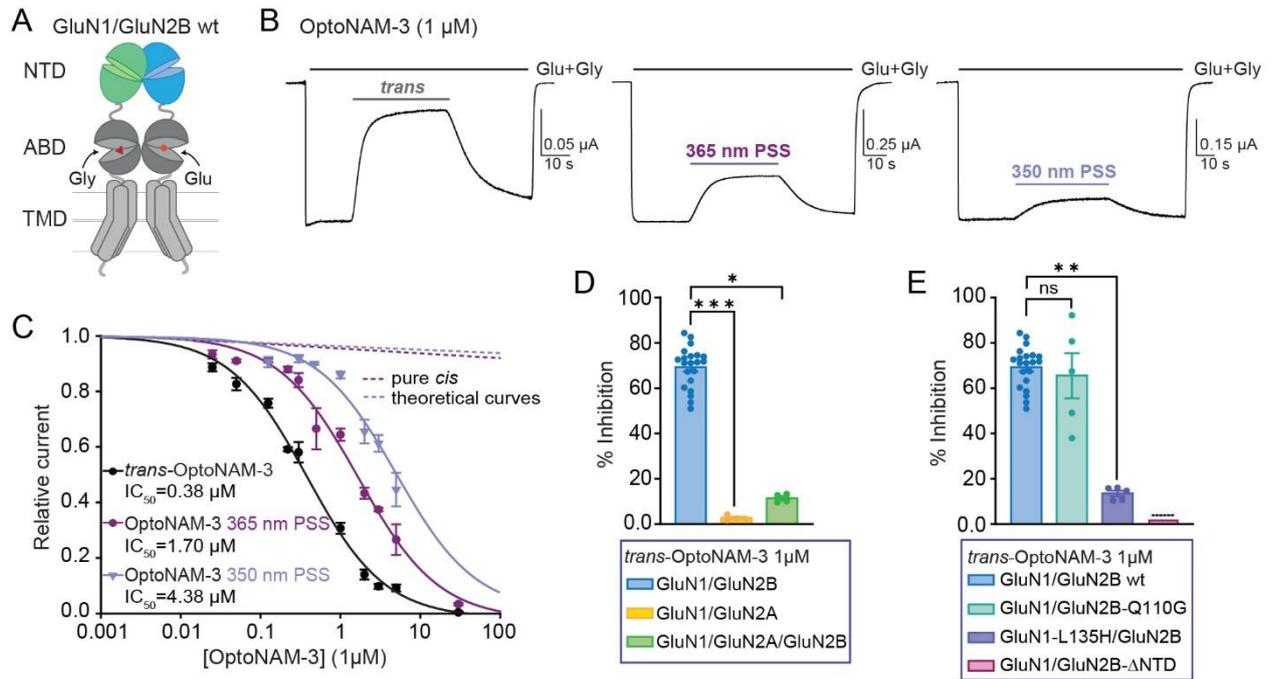 A
GluN1/GluN2B wt
NTD
ABD
Gly
Glu
TMD
B
OptoNAM-3 (1 µM)
Glu+Gly
trans
0.05 µA
10 s
Glu+Gly
365 nm PSS
0.25 µA
10 s
Glu+Gly
350 nm PSS
0.15 µA
10 s
C
Relative current
1.0
0.8
0.6
0.4
0.2
0.0
pure cis
theoretical curves
trans-OptoNAM-3
IC50=0.38 µM
OptoNAM-3 365 nm PSS
IC50=1.70 µM
OptoNAM-3 350 nm PSS
IC50=4.38 µM
0.001 0.01 0.1 1 10 100
[OptoNAM-3] (1µM)
D
% Inhibition
100
80
60
40
20
0.0
*
***
trans-OptoNAM-3 1µM
GluN1/GluN2B
GluN1/GluN2A
GluN1/GluN2A/GluN2B
E
% Inhibition
100
80
60
40
20
0.0
**
ns
trans-OptoNAM-3 1µM
GluN1/GluN2B wt
GluN1/GluN2B-Q110G
GluN1-L135H/GluN2B
GluN1/GluN2B-ΔNTD